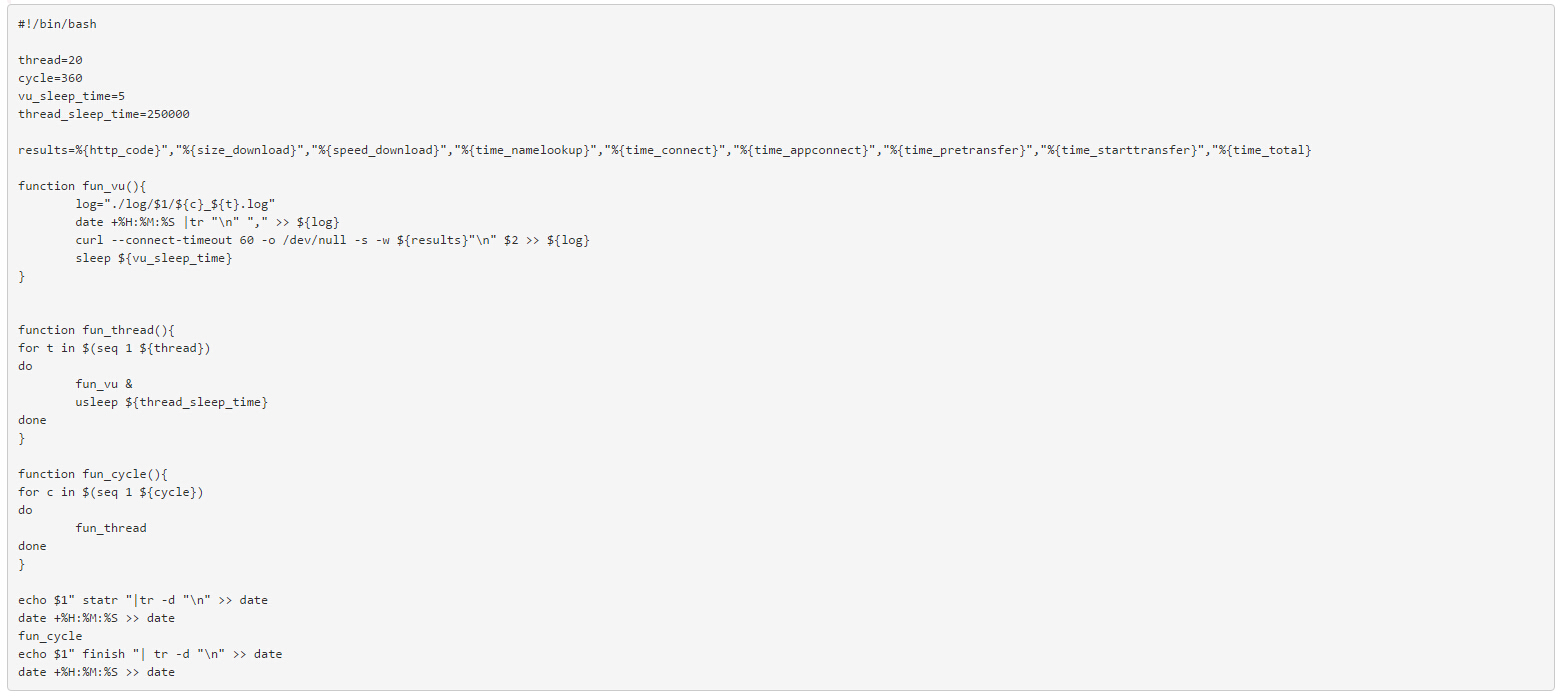 #!/bin/bash
thread=20
cycle=360
vu_sleep_time=5
thread_sleep_time=250000
results=%{http_code}","%{size_download}","%{speed_download}","%{time_namelookup}","%{time_connect}","%{time_appconnect}","%{time_pretransfer}","%{time_starttransfer}","%{time_total}
function fun_vu(){
log="./log/$1/${c}_${t}.log"
date +%H:%M:%S |tr "\n" "," >> ${log}
curl --connect-timeout 60 -o /dev/null -s -w ${results}"\n" $2 >> ${log}
sleep ${vu_sleep_time}
}
function fun_thread(){
for t in $(seq 1 ${thread})
do
fun_vu &
usleep ${thread_sleep_time}
done
}
function fun_cycle(){
for c in $(seq 1 ${cycle})
do
fun_thread
done
}
echo $1" statr "|tr -d "\n" >> date
date +%H:%M:%S >> date
fun_cycle
echo $1" finish "| tr -d "\n" >> date
date +%H:%M:%S >> date